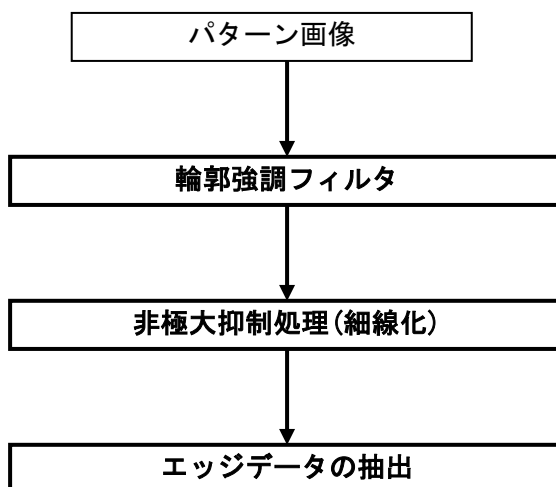 パターン画像
輪郭強調フィルタ
非極大抑制処理(細線化)
エッジデータの抽出